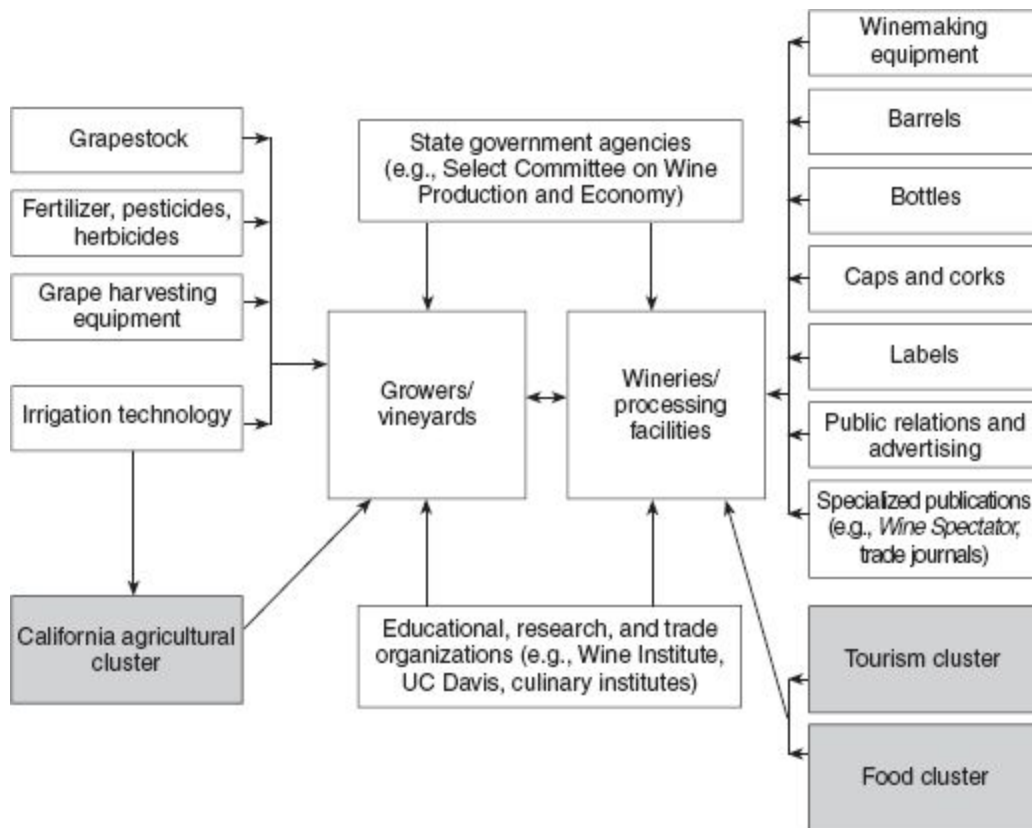 Winemaking
equipment
Grapestock
State government agencies
(e.g., Select Committee on Wine
Production and Economy)
Barrels
Fertilizer, pesticides,
herbicides
Bottles
Grape harvesting
equipment
Caps and corks
Irrigation technology
Growers/
vineyards
Wineries/
processing
facilities
Labels
Public relations and
advertising
Specialized publications
(e.g., Wine Spectator,
trade journals)
California agricultural
cluster
Educational, research, and trade
organizations (e.g., Wine Institute,
UC Davis, culinary institutes)
Tourism cluster
Food cluster